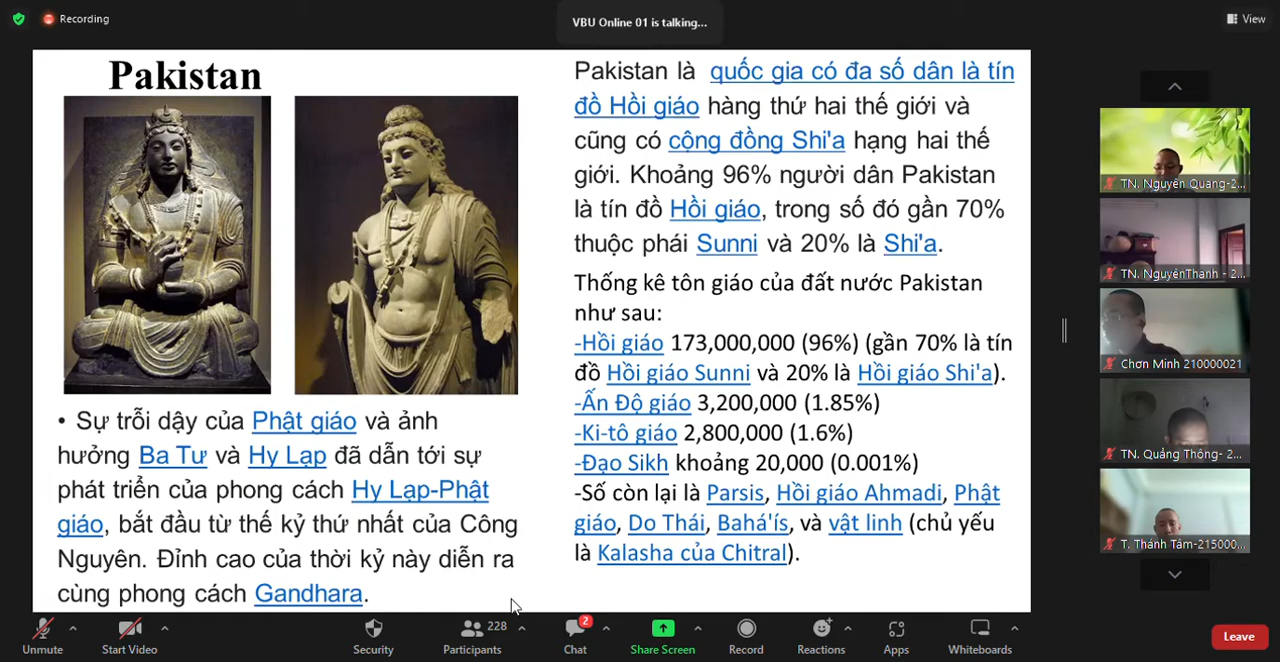 Recording
VBU Online 01 is talking...
View
Pakistan
• Sự trỗi dậy của Phật giáo và ảnh
hưởng Ba Tư và Hy Lạp đã dẫn tới sự
phát triển của phong cách Hy Lạp-Phật
giáo, bắt đầu từ thế kỷ thứ nhất của Công
Nguyên. Đỉnh cao của thời kỷ này diễn ra
cùng phong cách Gandhara.
Pakistan là quốc gia có đa số dân là tín
đồ Hồi giáo hàng thứ hai thế giới và
cũng có cộng đồng Shi'a hạng hai thế
giới. Khoảng 96% người dân Pakistan
là tín đồ Hồi giáo, trong số đó gần 70%
thuộc phái Sunni và 20% là Shi'a.
Thống kê tôn giáo của đất nước Pakistan
như sau:
-Hồi giáo 173,000,000 (96%) (gần 70% là tín
đồ Hồi giáo Sunni và 20% là Hồi giáo Shi'a).
-Ấn Độ giáo 3,200,000 (1.85%)
-Ki-tô giáo 2,800,000 (1.6%)
-Đạo Sikh khoảng 20,000 (0.001%)
-Số còn lại là Parsis, Hồi giáo Ahmadi, Phật
giáo, Do Thái, Bahá'ís, và vật linh (chủ yếu
là Kalasha của Chitral).
TN. Nguyên Quang-2...
TN. NguyênThanh - 2...
Chơn Minh 210000021
TN. Quảng Thông- 2...
T. Thánh Tâm-215000...
Unmute
Start Video
Security
Participants
228
Chat
2
Share Screen
Record
Reactions
Apps
Whiteboards
Leave